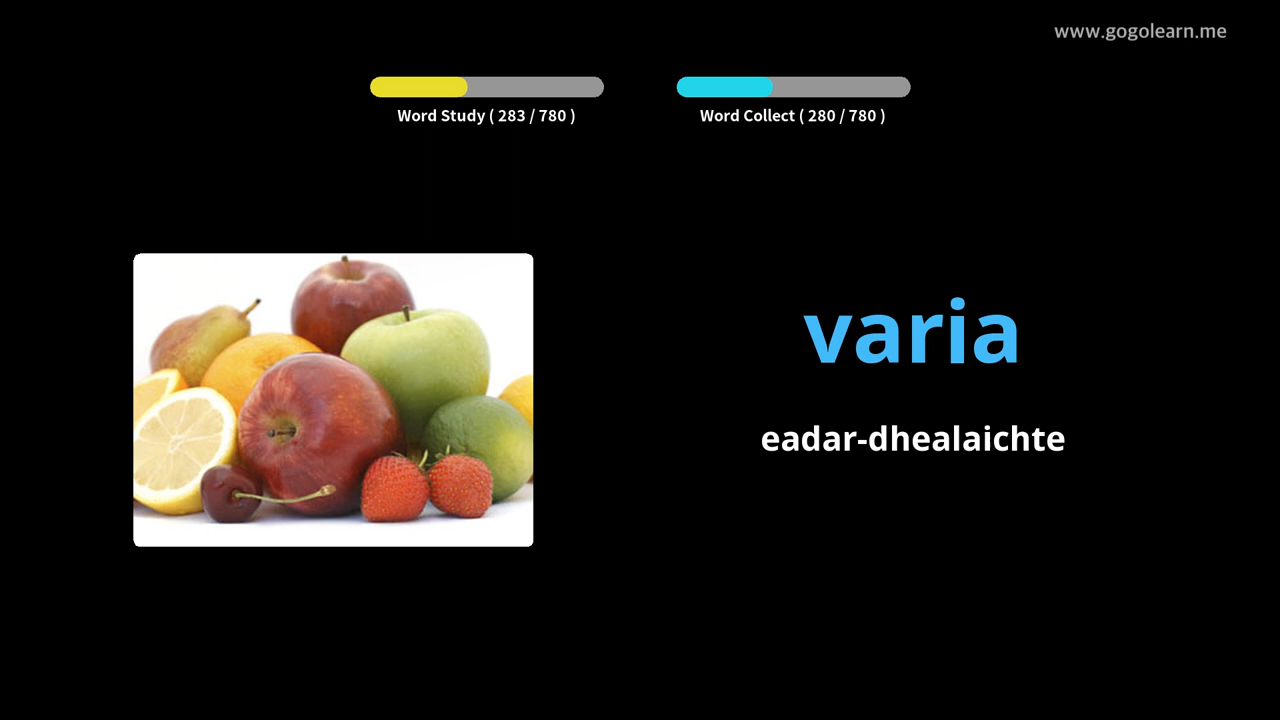 www.gogolearn.me
Word Study ( 283 / 780 )
Word Collect ( 280 / 780 )
varia
eadar-dhealaichte